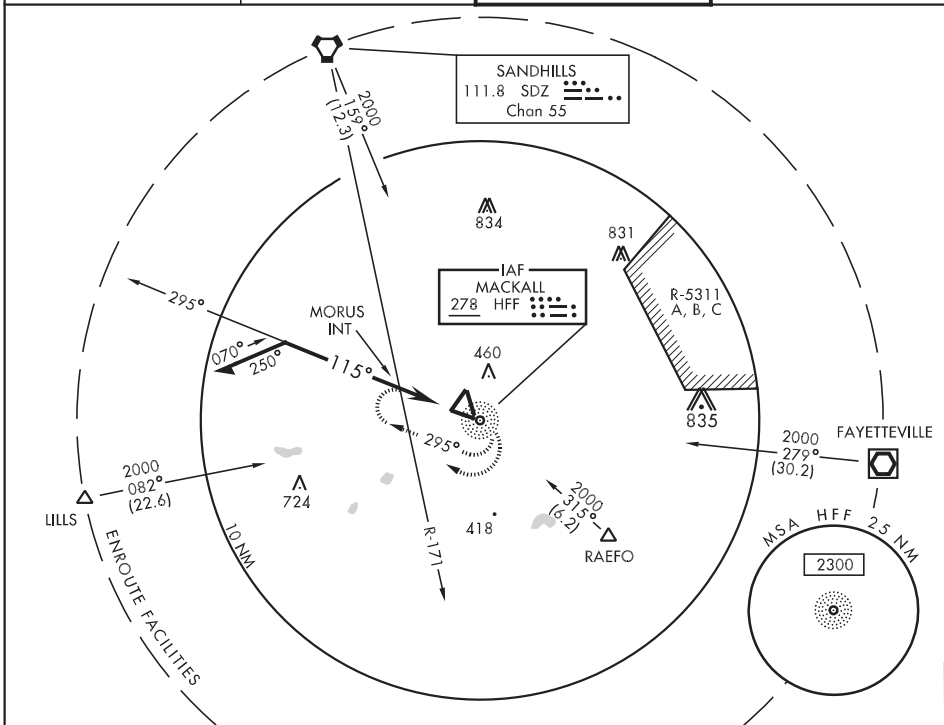 SANDHILLS
111.8 SDZ
Chan 55
2000
159°
(12.3)
834
831
R-5311
A, B, C
IAF
MACKALL
278 HFF
295°
MORUS
INT
070°
250°
115°
460
835
295°
FAYETTEVILLE
2000
279°
(30.2)
2000
082°
(22.6)
LILLS
724
2000
315°
(6.2)
RAEFO
418
R-171
10 NM
ENROUTE FACILITIES
MSA HFF 25 NM
2300